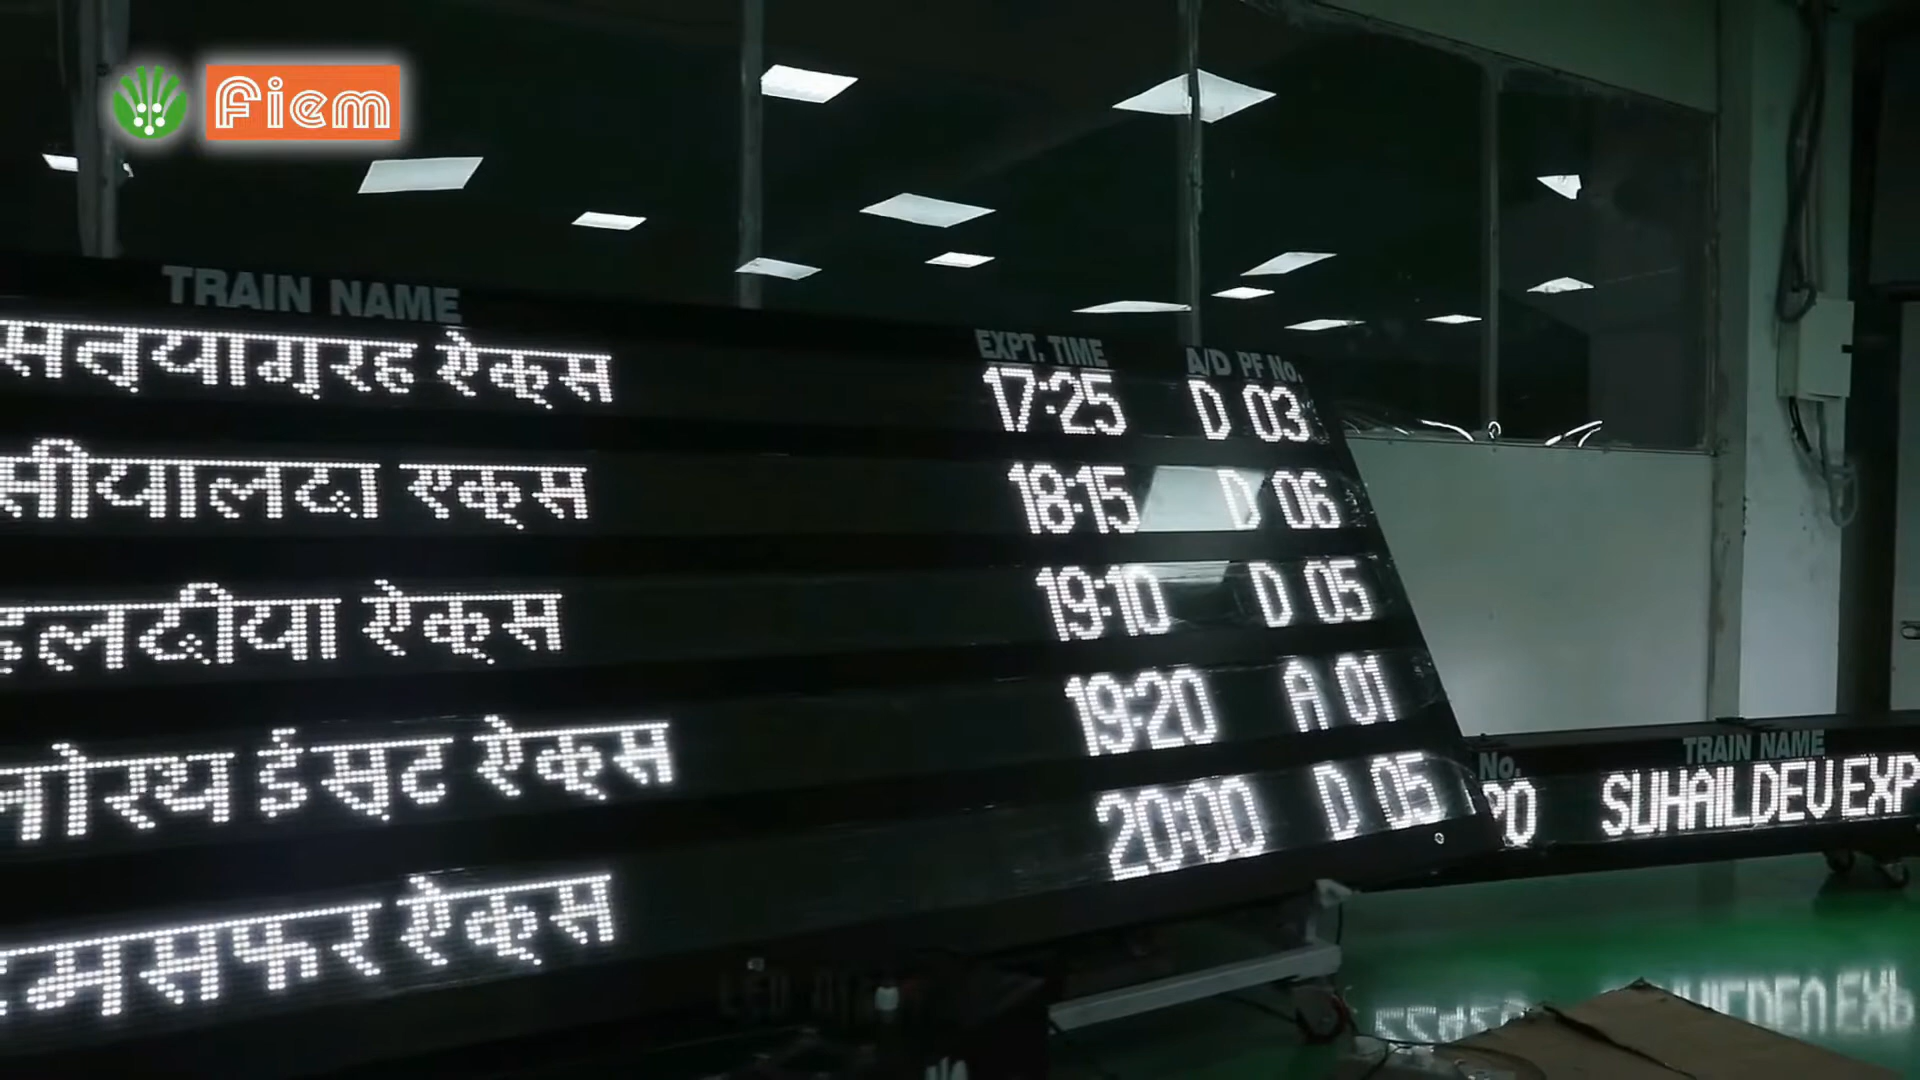 Fiem
TRAIN NAME EXPT. TIME A/D PF No.
सत्याग्रह ऐक्स 17:25 D 03
सीयालदा एक्स 18:15 D 06
हलदीया ऐक्स 19:10 D 05
नोरथ ईस्ट ऐक्स 19:20 A 01
हमसफर ऐक्स 20:00 D 05
No. TRAIN NAME
SUHAILDEV EXP